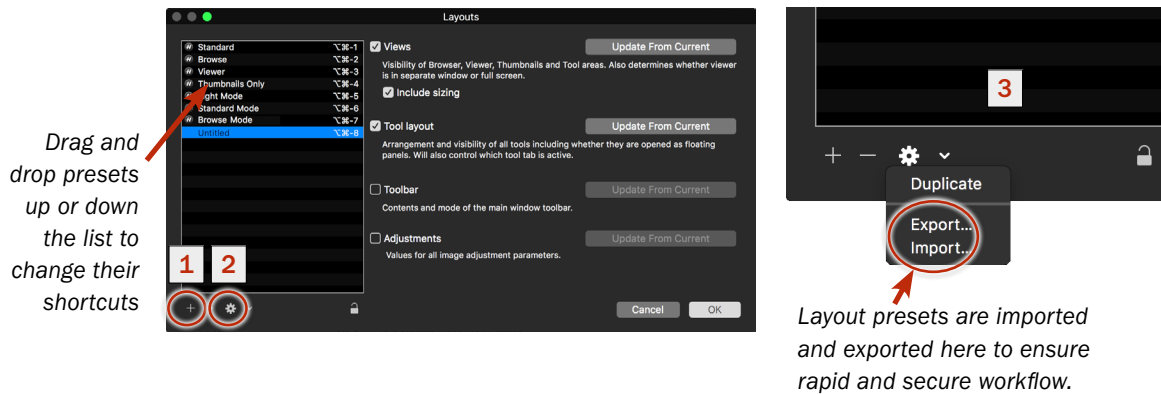 Layouts
Standard ⌥⌘-1
Browse ⌥⌘-2
Viewer ⌥⌘-3
Thumbnails Only ⌥⌘-4
ight Mode ⌥⌘-5
Standard Mode ⌥⌘-6
Browse Mode ⌥⌘-7
Untitled ⌥⌘-8
Views
Update From Current
Visibility of Browser, Viewer, Thumbnails and Tool areas. Also determines whether viewer
is in separate window or full screen.
Include sizing
Tool layout
Update From Current
Arrangement and visibility of all tools including whether they are opened as floating
panels. Will also control which tool tab is active.
Toolbar
Update From Current
Contents and mode of the main window toolbar.
Adjustments
Update From Current
Values for all image adjustment parameters.
Cancel
OK
1
2
Drag and
drop presets
up or down
the list to
change their
shortcuts
3
Duplicate
Export...
Import...
Layout presets are imported
and exported here to ensure
rapid and secure workflow.